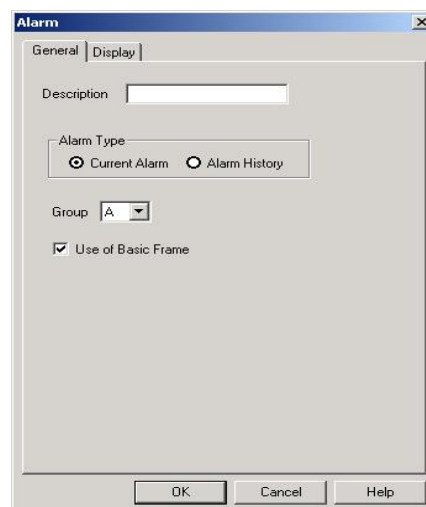 Alarm
General Display
Description
Alarm Type
Current Alarm Alarm History
Group A
Use of Basic Frame
OK Cancel Help